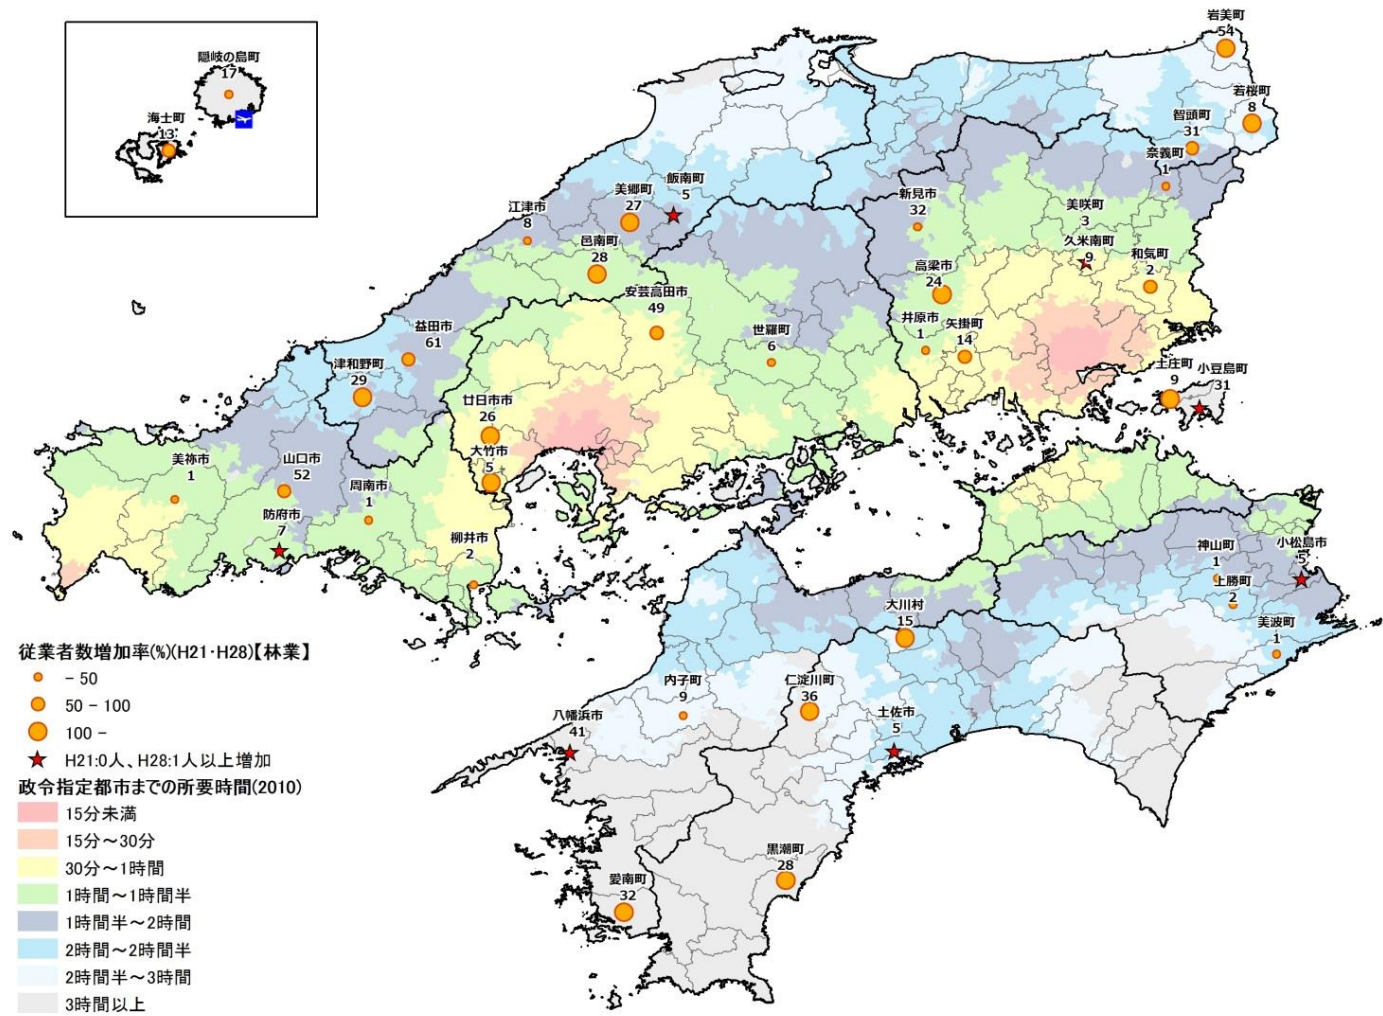 隠岐の島町
17
海士町
13
岩美町
54
若桜町
8
智頭町
31
奈義町
1
美咲町
3
久米南町
9
和気町
2
新見市
32
高梁市
24
井原市
1
矢掛町
14
土庄町
9
小豆島町
31
飯南町
5
美郷町
27
江津市
8
邑南町
28
安芸高田市
49
世羅町
6
益田市
61
津和野町
29
廿日市市
26
大竹市
5
美祢市
1
山口市
52
周南市
1
防府市
7
柳井市
2
神山町
1
小松島市
5
上勝町
2
美波町
1
大川村
15
内子町
9
仁淀川町
36
土佐市
5
八幡浜市
41
黒潮町
28
愛南町
32
従業者数増加率(%)(H21・H28)【林業】
- 50
50 - 100
100 -
H21:0人、H28:1人以上増加
政令指定都市までの所要時間(2010)
15分未満
15分～30分
30分～1時間
1時間～1時間半
1時間半～2時間
2時間～2時間半
2時間半～3時間
3時間以上